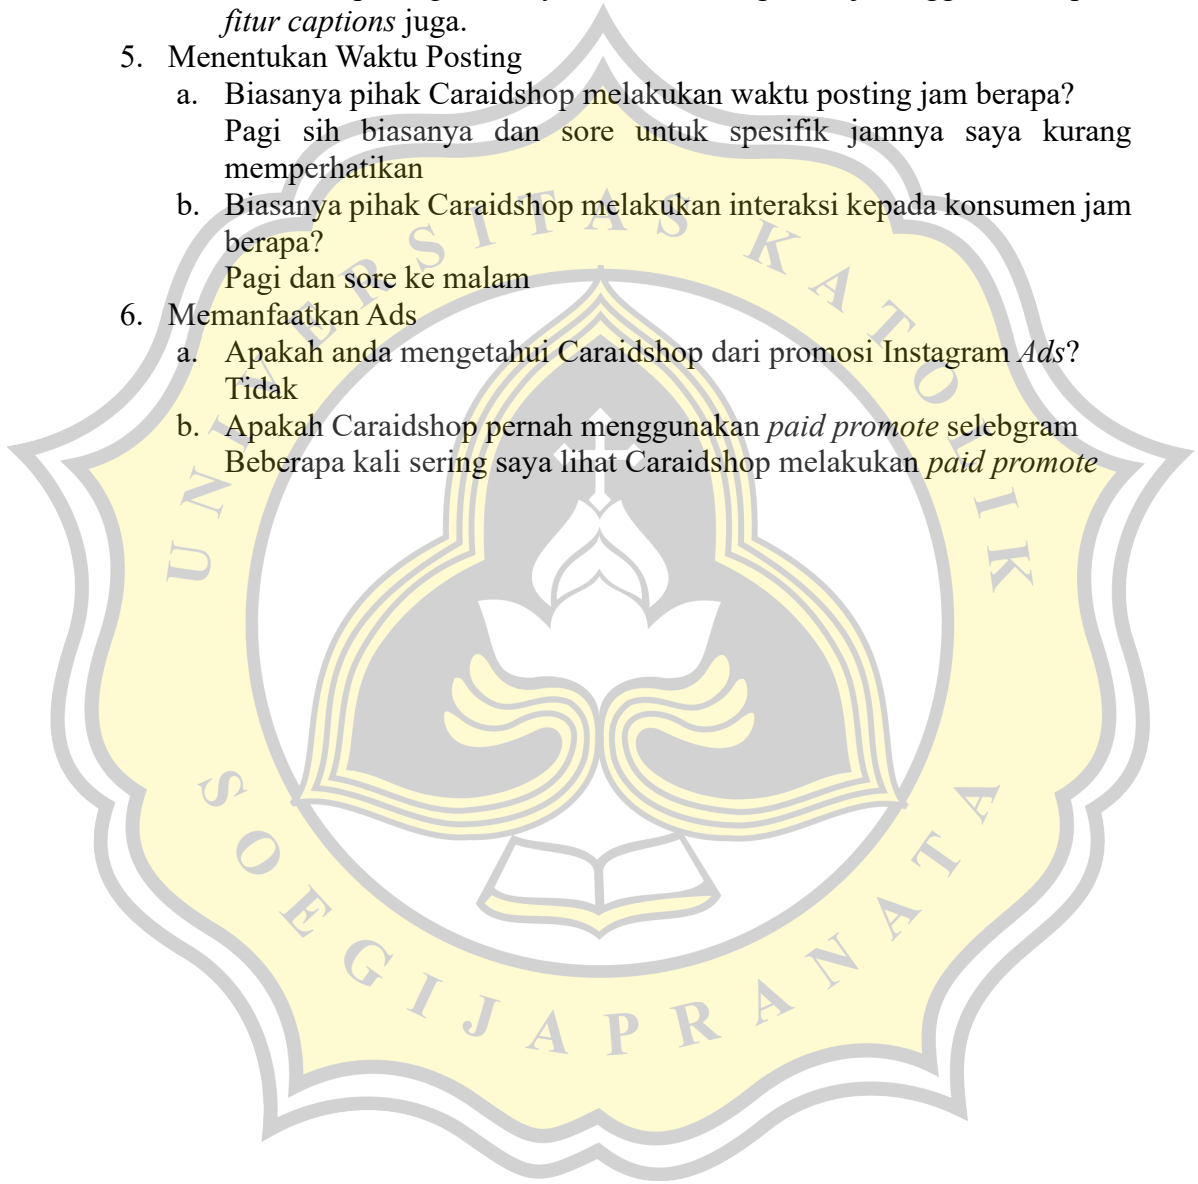 fitur captions juga.
5. Menentukan Waktu Posting
a. Biasanya pihak Caraidshop melakukan waktu posting jam berapa?
Pagi sih biasanya dan sore untuk spesifik jamnya saya kurang
memperhatikan
b. Biasanya pihak Caraidshop melakukan interaksi kepada konsumen jam
berapa?
Pagi dan sore ke malam
6. Memanfaatkan Ads
a. Apakah anda mengetahui Caraidshop dari promosi Instagram Ads?
Tidak
b. Apakah Caraidshop pernah menggunakan paid promote selebgram
Beberapa kali sering saya lihat Caraidshop melakukan paid promote
UNIVERSITAS KATOLIK
SOEGIJAPRANATA